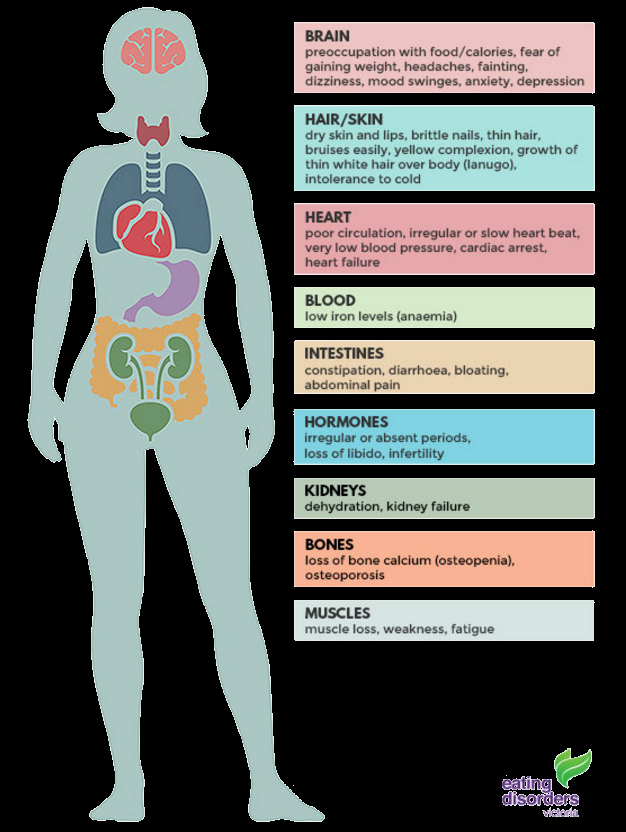 BRAIN
preoccupation with food/calories, fear of
gaining weight, headaches, fainting,
dizziness, mood swinges, anxiety, depression
HAIR/SKIN
dry skin and lips, brittle nails, thin hair,
bruises easily, yellow complexion, growth of
thin white hair over body (lanugo),
intolerance to cold
HEART
poor circulation, irregular or slow heart beat,
very low blood pressure, cardiac arrest,
heart failure
BLOOD
low iron levels (anaemia)
INTESTINES
constipation, diarrhoea, bloating,
abdominal pain
HORMONES
irregular or absent periods,
loss of libido, infertility
KIDNEYS
dehydration, kidney failure
BONES
loss of bone calcium (osteopenia),
osteoporosis
MUSCLES
muscle loss, weakness, fatigue
eating
disorders
victoria